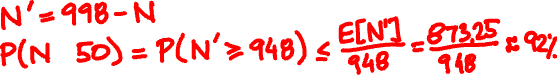 N' = 998 - N
P(N 50) = P(N' ≥ 948) ≤ E[N']/948 = 873.25/948 ≈ 92%